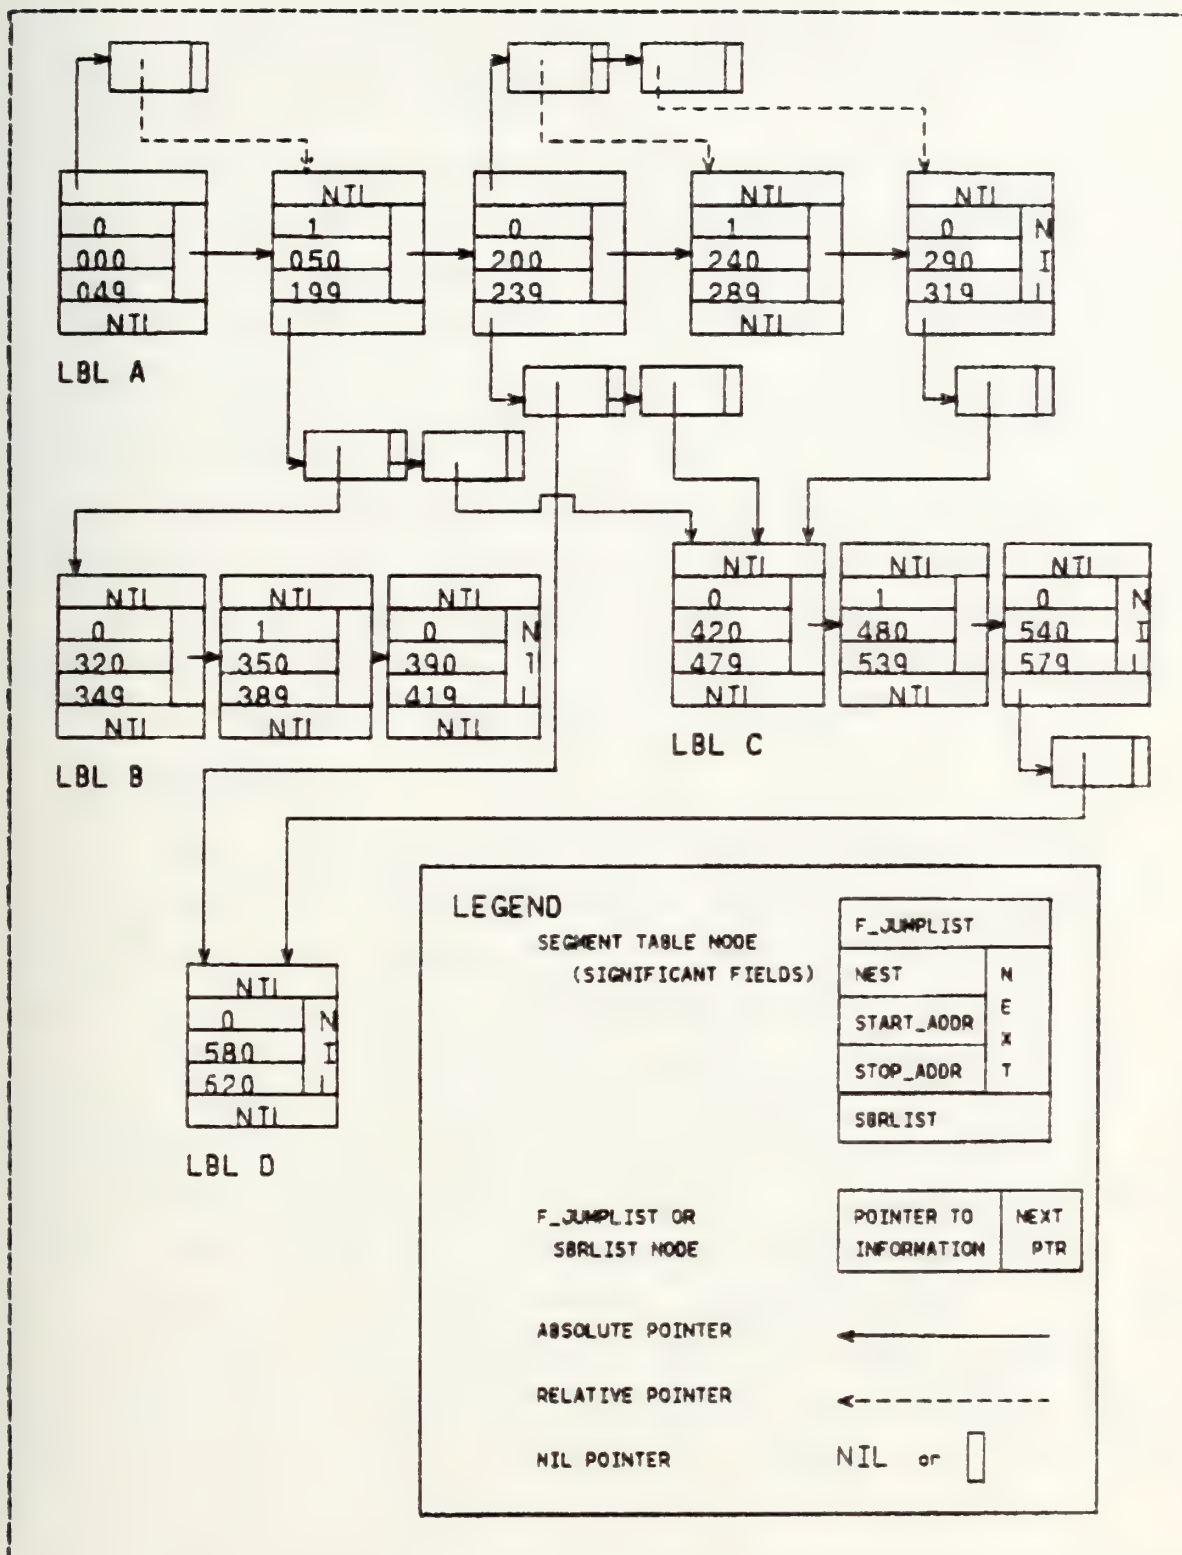 NIL NIL NIL
0 1 0 1 0 N
000 050 200 240 290 I
049 199 239 289 319 L
NIL NIL
LBL A
NIL NIL NIL
0 1 0 N
420 480 540 I
479 539 579 L
NIL NIL
LBL C
NIL NIL NIL
0 1 0 N
320 350 390 I
349 389 419 L
NIL NIL NIL
LBL B
NIL
0 N
580 I
620 L
NIL
LBL D
LEGEND
SEGMENT TABLE NODE
(SIGNIFICANT FIELDS)
F_JUMPLIST
NEST
START_ADDR
STOP_ADDR
NEXT
SBRLIST
F_JUMPLIST OR
SBRLIST NODE
POINTER TO
INFORMATION
NEXT
PTR
ABSOLUTE POINTER
RELATIVE POINTER
NIL POINTER
NIL or